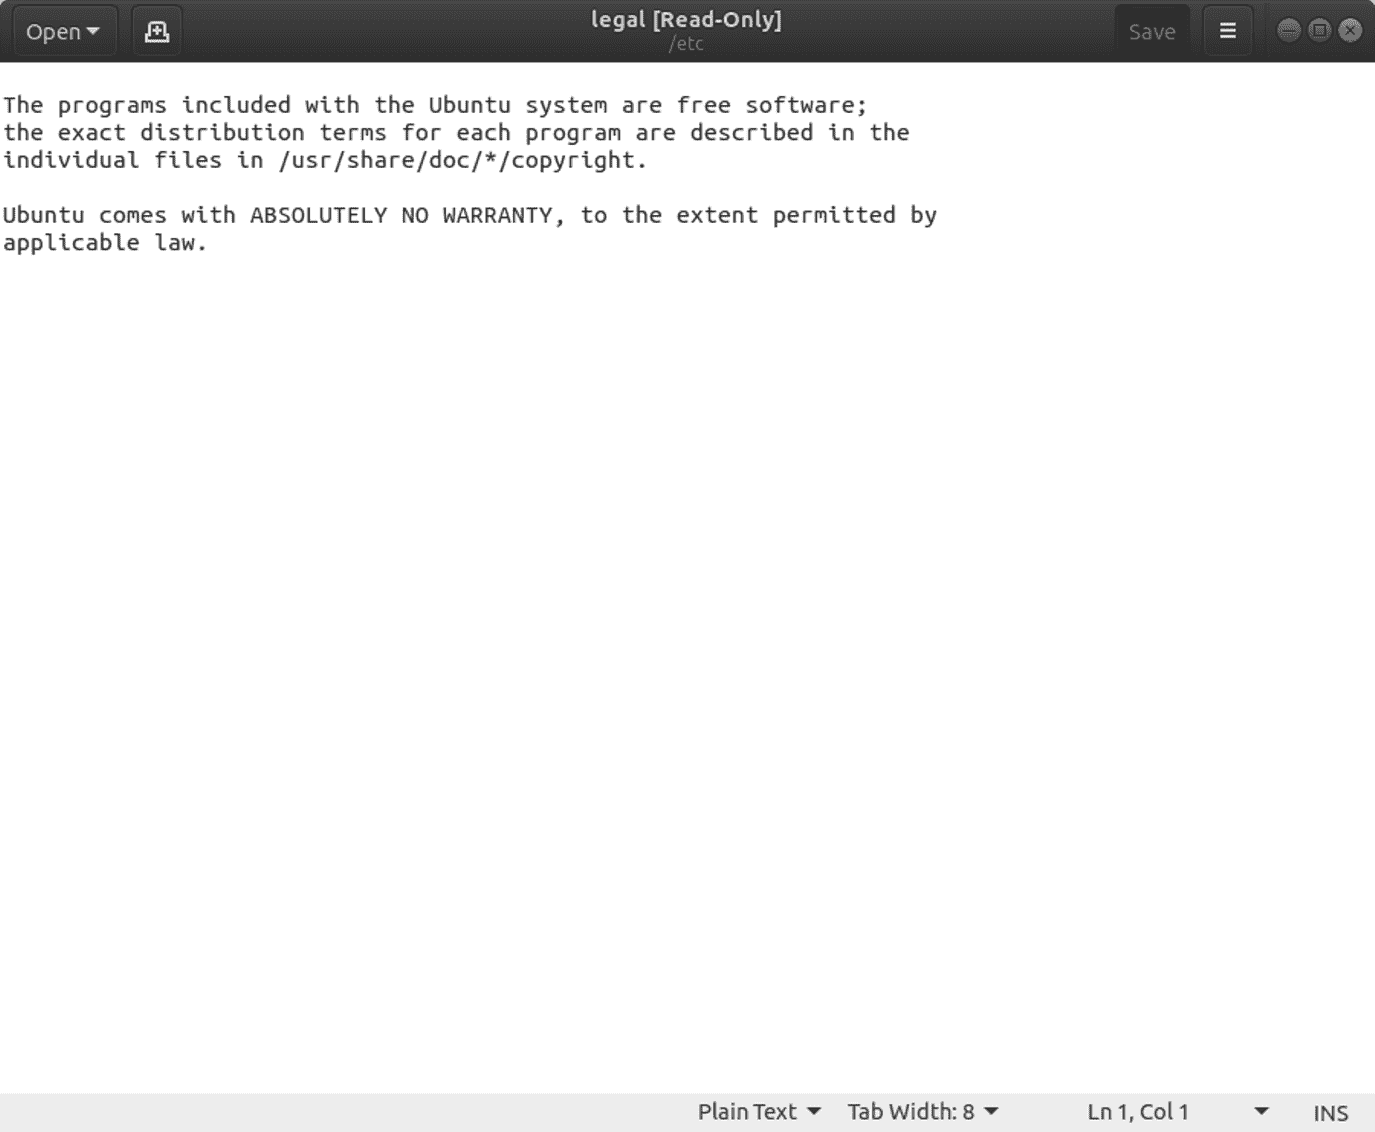 Open
legal [Read-Only]
/etc
Save
The programs included with the Ubuntu system are free software;
the exact distribution terms for each program are described in the
individual files in /usr/share/doc/*/copyright.
Ubuntu comes with ABSOLUTELY NO WARRANTY, to the extent permitted by
applicable law.
Plain Text Tab Width: 8 Ln 1, Col 1 INS